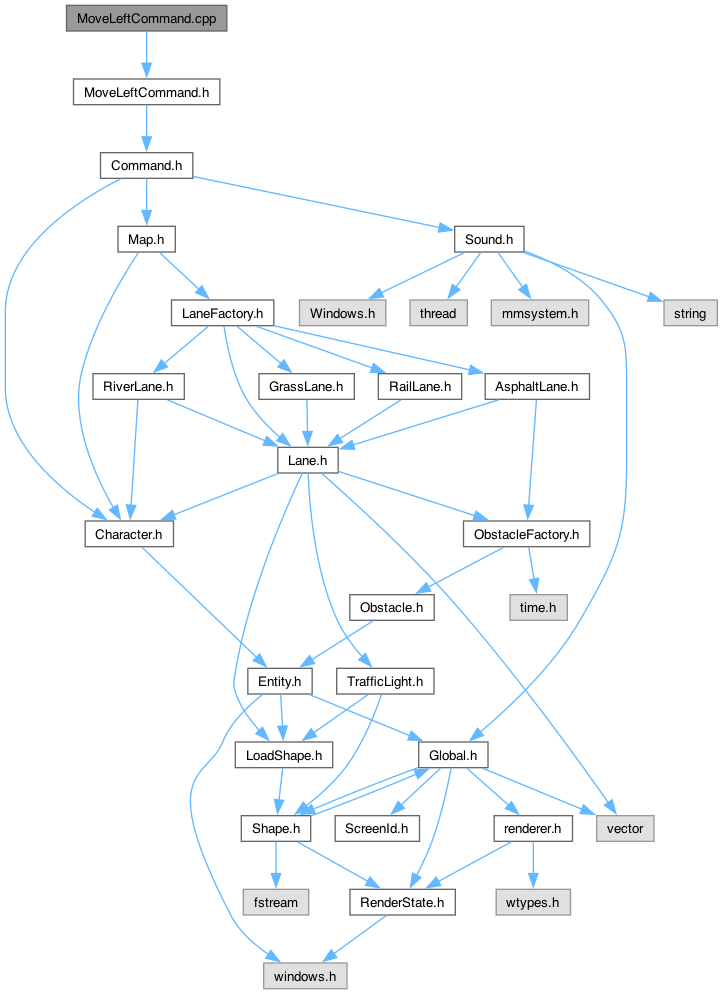 MoveLeftCommand.cpp
MoveLeftCommand.h
Command.h
Map.h
Sound.h
LaneFactory.h
Windows.h
thread
mmsystem.h
string
RiverLane.h
GrassLane.h
RailLane.h
AsphaltLane.h
Lane.h
Character.h
ObstacleFactory.h
Obstacle.h
time.h
Entity.h
TrafficLight.h
LoadShape.h
Global.h
Shape.h
ScreenId.h
renderer.h
vector
fstream
RenderState.h
wtypes.h
windows.h